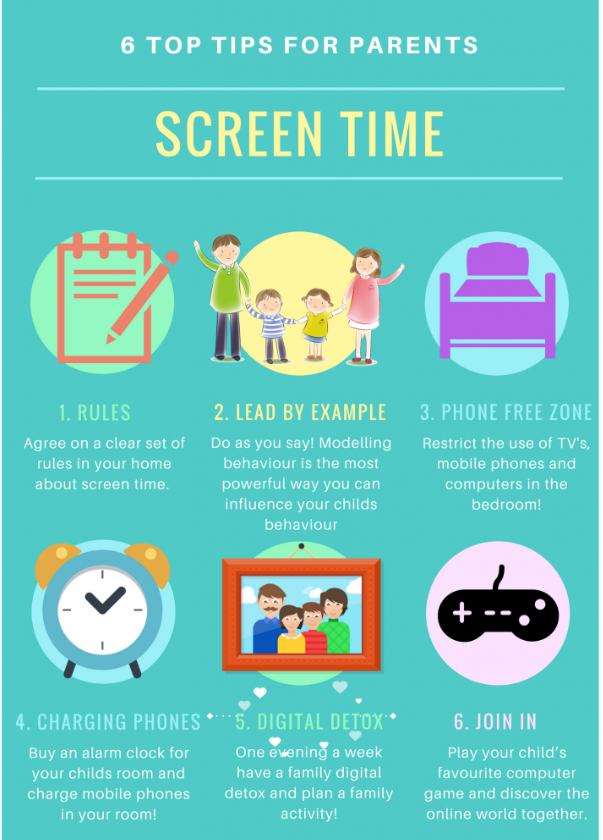 6 TOP TIPS FOR PARENTS
SCREEN TIME
1. RULES
Agree on a clear set of
rules in your home
about screen time.
2. LEAD BY EXAMPLE
Do as you say! Modelling
behaviour is the most
powerful way you can
influence your childs
behaviour
3. PHONE FREE ZONE
Restrict the use of TV's,
mobile phones and
computers in the
bedroom!
4. CHARGING PHONES
Buy an alarm clock for
your childs room and
charge mobile phones
in your room!
5. DIGITAL DETOX
One evening a week
have a family digital
detox and plan a family
activity!
6. JOIN IN
Play your child's
favourite computer
game and discover the
online world together.